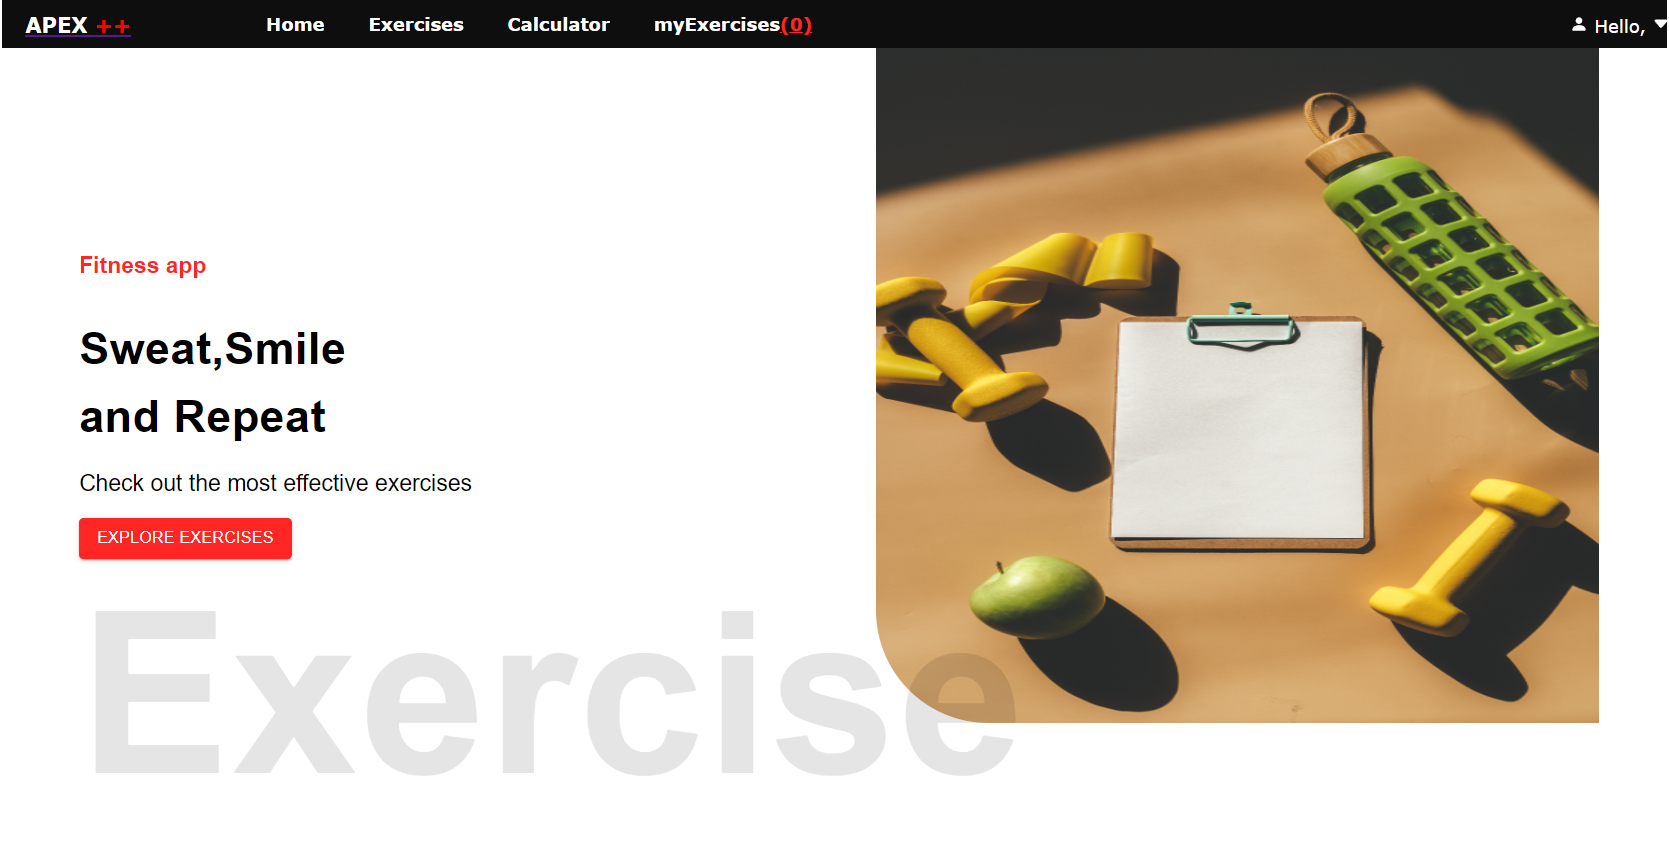 APEX ++ Home Exercises Calculator myExercises(0) Hello,
Fitness app
Sweat,Smile
and Repeat
Check out the most effective exercises
EXPLORE EXERCISES
Exercise